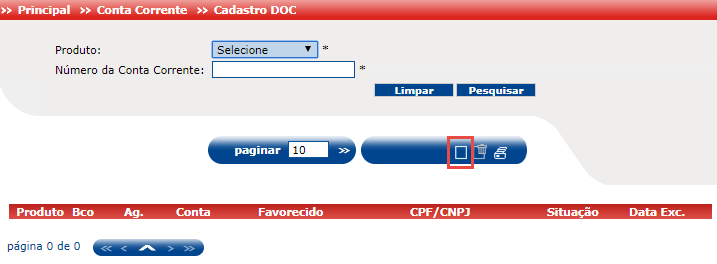 >> Principal >> Conta Corrente >> Cadastro DOC
Produto: Selecione *
Número da Conta Corrente: *
Limpar Pesquisar
paginar 10 >>
Produto Bco Ag. Conta Favorecido CPF/CNPJ Situação Data Exc.
página 0 de 0 << < > >>